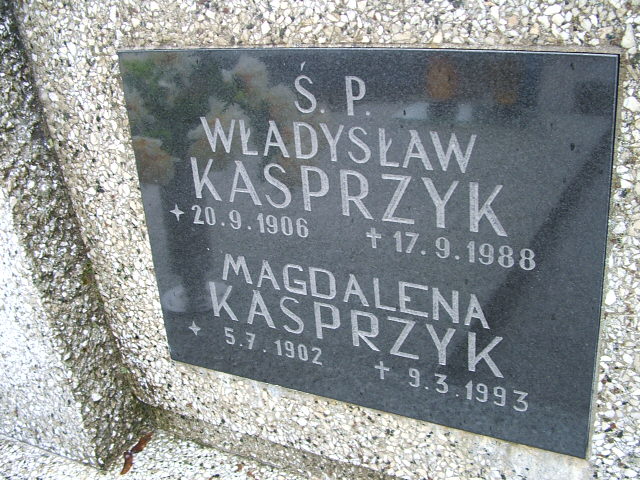 Ś. P.
WŁADYSŁAW
KASPRZYK
20.9.1906 † 17.9.1988
MAGDALENA
KASPRZYK
5.7.1902 † 9.3.1993